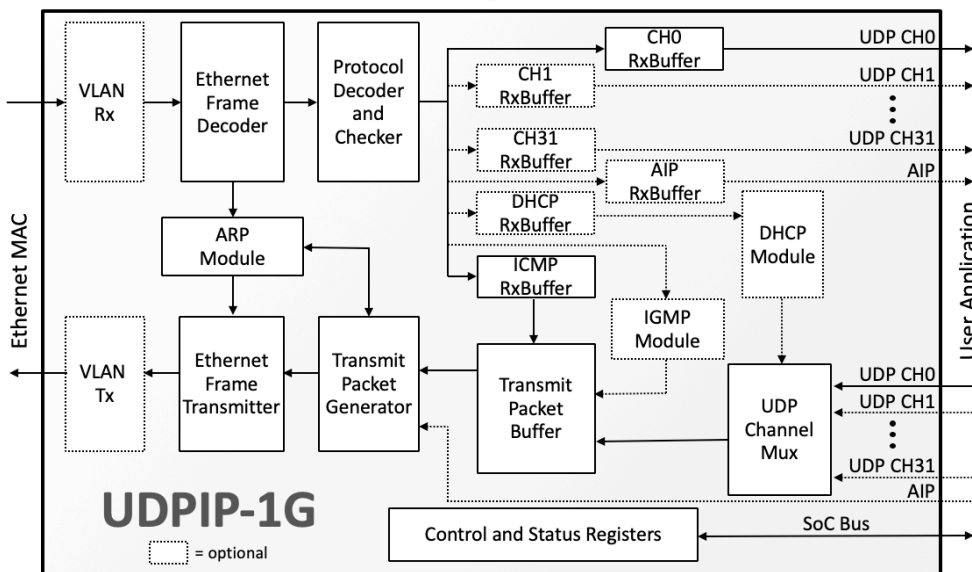 CH0
RxBuffer
UDP CH0
VLAN
Rx
Ethernet
Frame
Decoder
Protocol
Decoder
and
Checker
CH1
RxBuffer
UDP CH1
CH31
RxBuffer
UDP CH31
AIP
RxBuffer
AIP
DHCP
RxBuffer
DHCP
Module
ARP
Module
ICMP
RxBuffer
IGMP
Module
Ethernet MAC
User Application
VLAN
Tx
Ethernet
Frame
Transmitter
Transmit
Packet
Generator
Transmit
Packet
Buffer
UDP
Channel
Mux
UDP CH0
UDP CH1
UDP CH31
AIP
UDPIP-1G
= optional
Control and Status Registers
SoC Bus